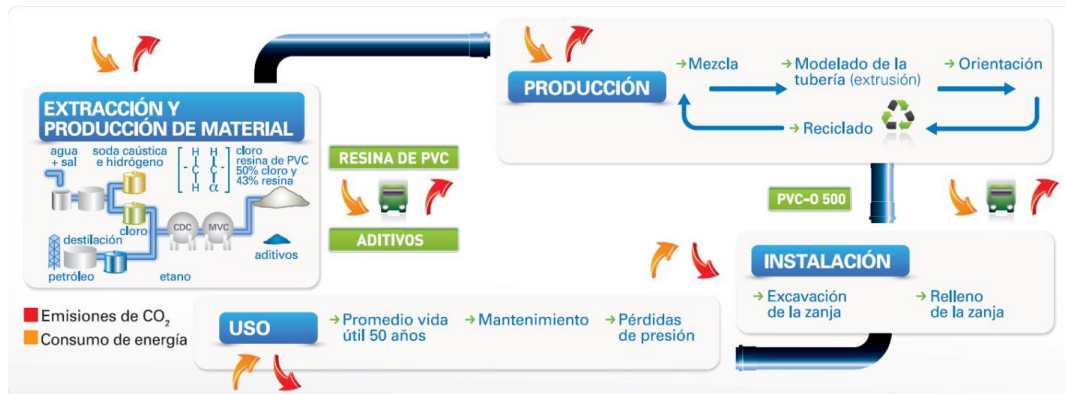 EXTRACCIÓN Y
PRODUCCIÓN DE MATERIAL
agua
+ sal
soda caústica
e hidrógeno
H H
- C - C -
H α
cloro
resina de PVC
50% cloro y
43% resina
cloro
CDC
MVC
destilación
petróleo
etano
aditivos
RESINA DE PVC
ADITIVOS
PRODUCCIÓN
Mezcla
Modelado de la
tubería (extrusión)
Orientación
Reciclado
PVC-O 500
INSTALACIÓN
Excavación
de la zanja
Relleno
de la zanja
USO
Promedio vida
útil 50 años
Mantenimiento
Pérdidas
de presión
Emisiones de CO₂
Consumo de energía